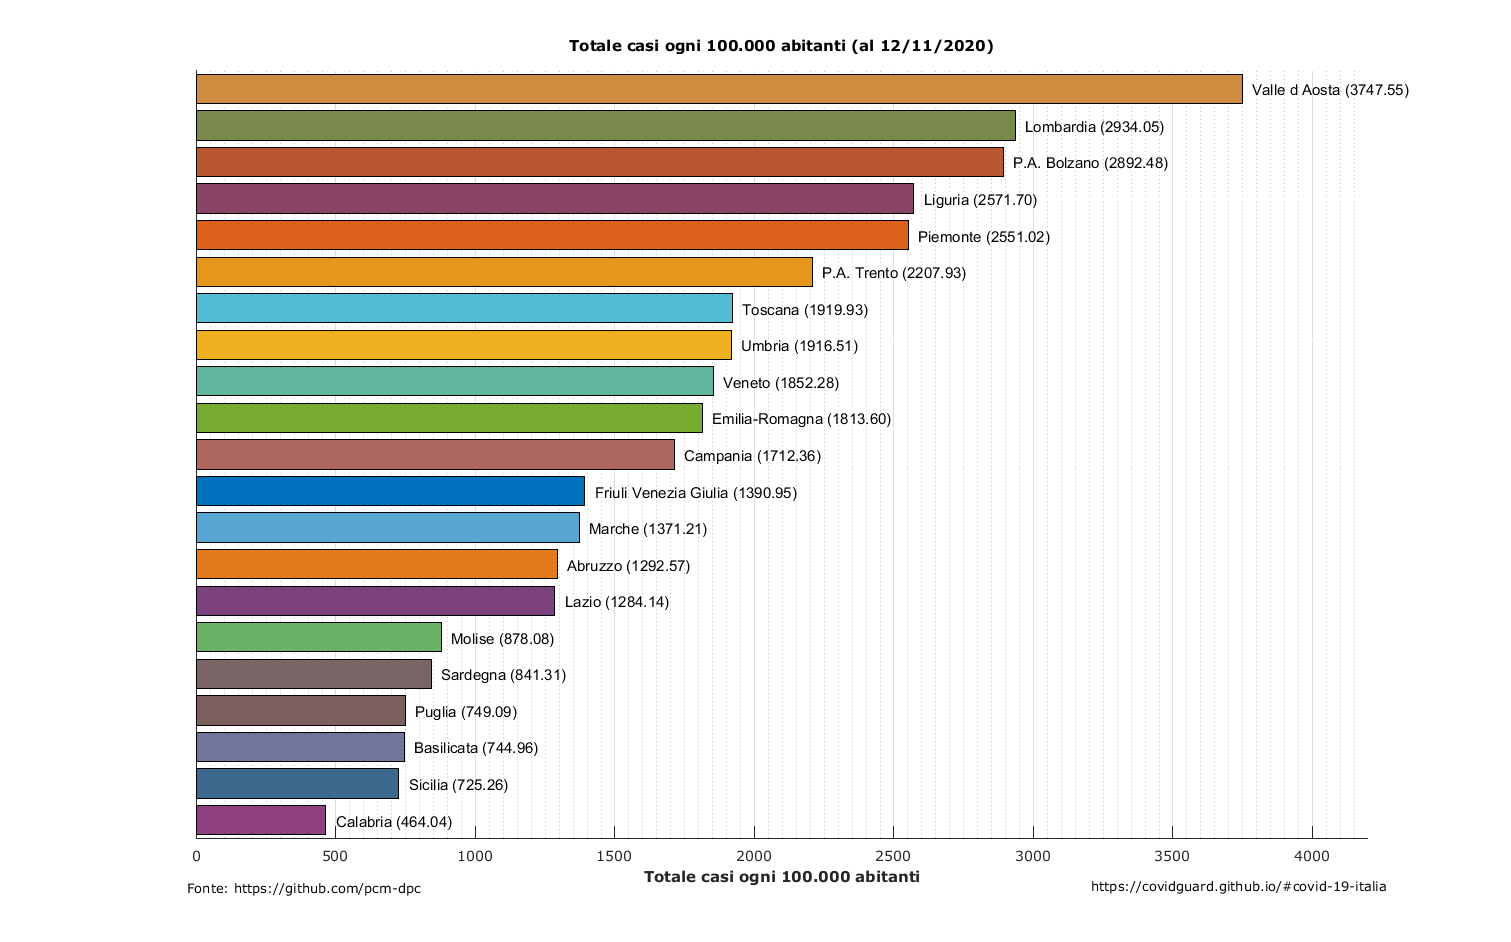 Totale casi ogni 100.000 abitanti (al 12/11/2020)
Valle d Aosta (3747.55)
Lombardia (2934.05)
P.A. Bolzano (2892.48)
Liguria (2571.70)
Piemonte (2551.02)
P.A. Trento (2207.93)
Toscana (1919.93)
Umbria (1916.51)
Veneto (1852.28)
Emilia-Romagna (1813.60)
Campania (1712.36)
Friuli Venezia Giulia (1390.95)
Marche (1371.21)
Abruzzo (1292.57)
Lazio (1284.14)
Molise (878.08)
Sardegna (841.31)
Puglia (749.09)
Basilicata (744.96)
Sicilia (725.26)
Calabria (464.04)
0 500 1000 1500 2000 2500 3000 3500 4000
Totale casi ogni 100.000 abitanti
Fonte: https://github.com/pcm-dpc
https://covidguard.github.io/#covid-19-italia